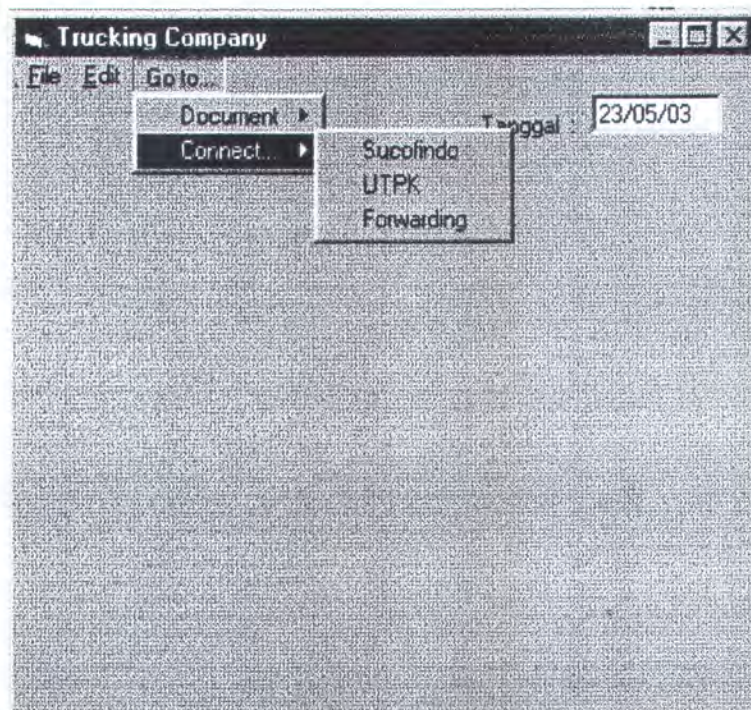 Trucking Company
File Edit Go to...
Document
Tanggal : 23/05/03
Connect...
Sucofindo
UTPK
Forwarding